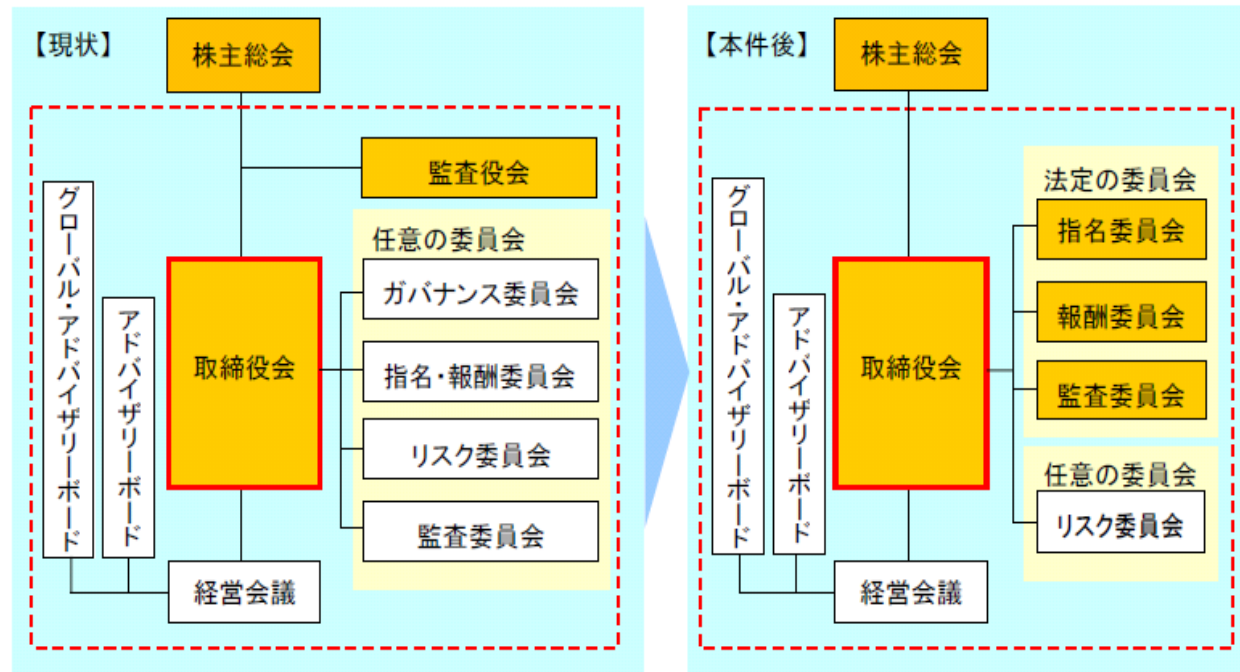 【現状】
株主総会
監査役会
任意の委員会
ガバナンス委員会
指名・報酬委員会
リスク委員会
監査委員会
取締役会
グローバル・アドバイザリーボード
アドバイザリーボード
経営会議
【本件後】
株主総会
法定の委員会
指名委員会
報酬委員会
監査委員会
任意の委員会
リスク委員会
取締役会
グローバル・アドバイザリーボード
アドバイザリーボード
経営会議